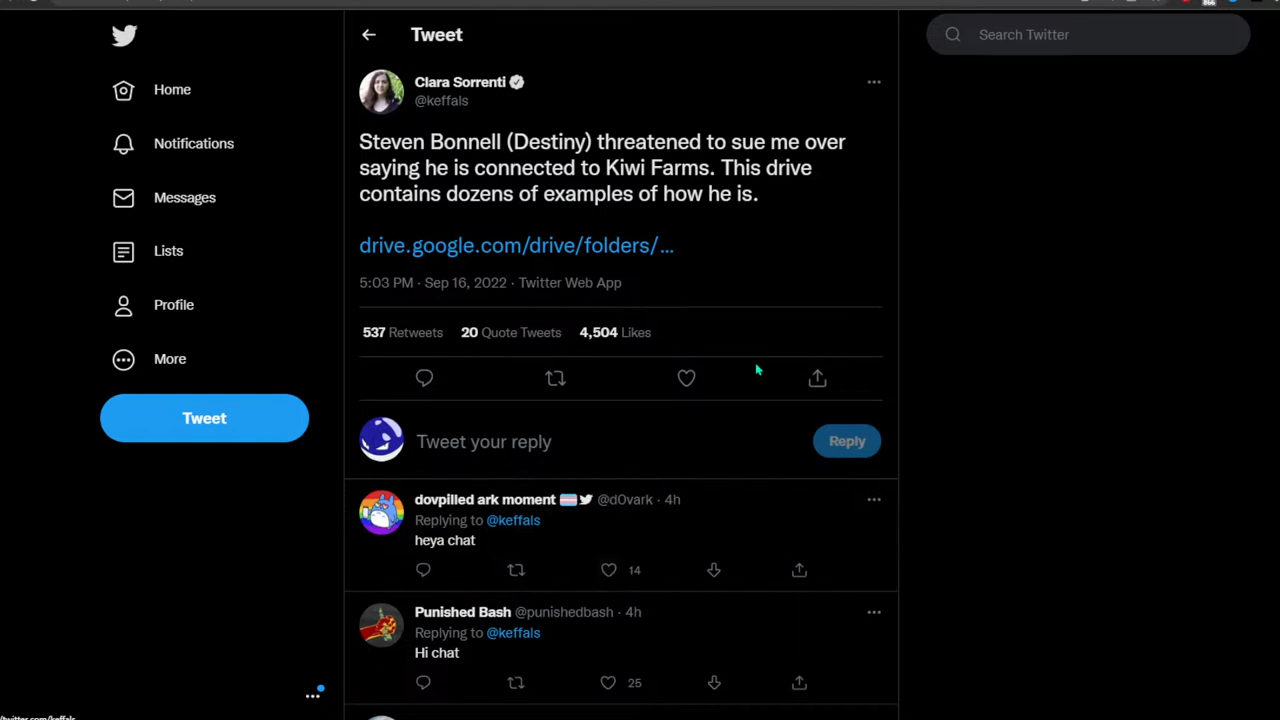 Tweet
Search Twitter
Clara Sorrenti
@keffals
Home
Notifications
Messages
Lists
Profile
More
Tweet
Steven Bonnell (Destiny) threatened to sue me over
saying he is connected to Kiwi Farms. This drive
contains dozens of examples of how he is.
drive.google.com/drive/folders/...
5:03 PM · Sep 16, 2022 · Twitter Web App
537 Retweets 20 Quote Tweets 4,504 Likes
Tweet your reply
Reply
dovpilled ark moment @d0vark · 4h
Replying to @keffals
heya chat
14
Punished Bash @punishedbash · 4h
Replying to @keffals
Hi chat
25